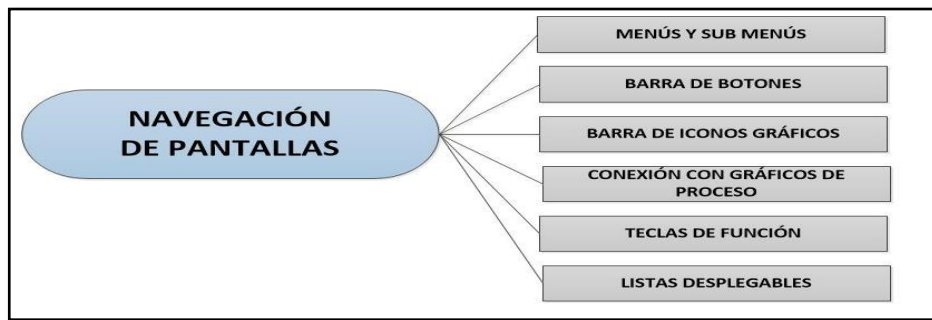 NAVEGACIÓN
DE PANTALLAS
MENÚS Y SUB MENÚS
BARRA DE BOTONES
BARRA DE ICONOS GRÁFICOS
CONEXIÓN CON GRÁFICOS DE
PROCESO
TECLAS DE FUNCIÓN
LISTAS DESPLEGABLES